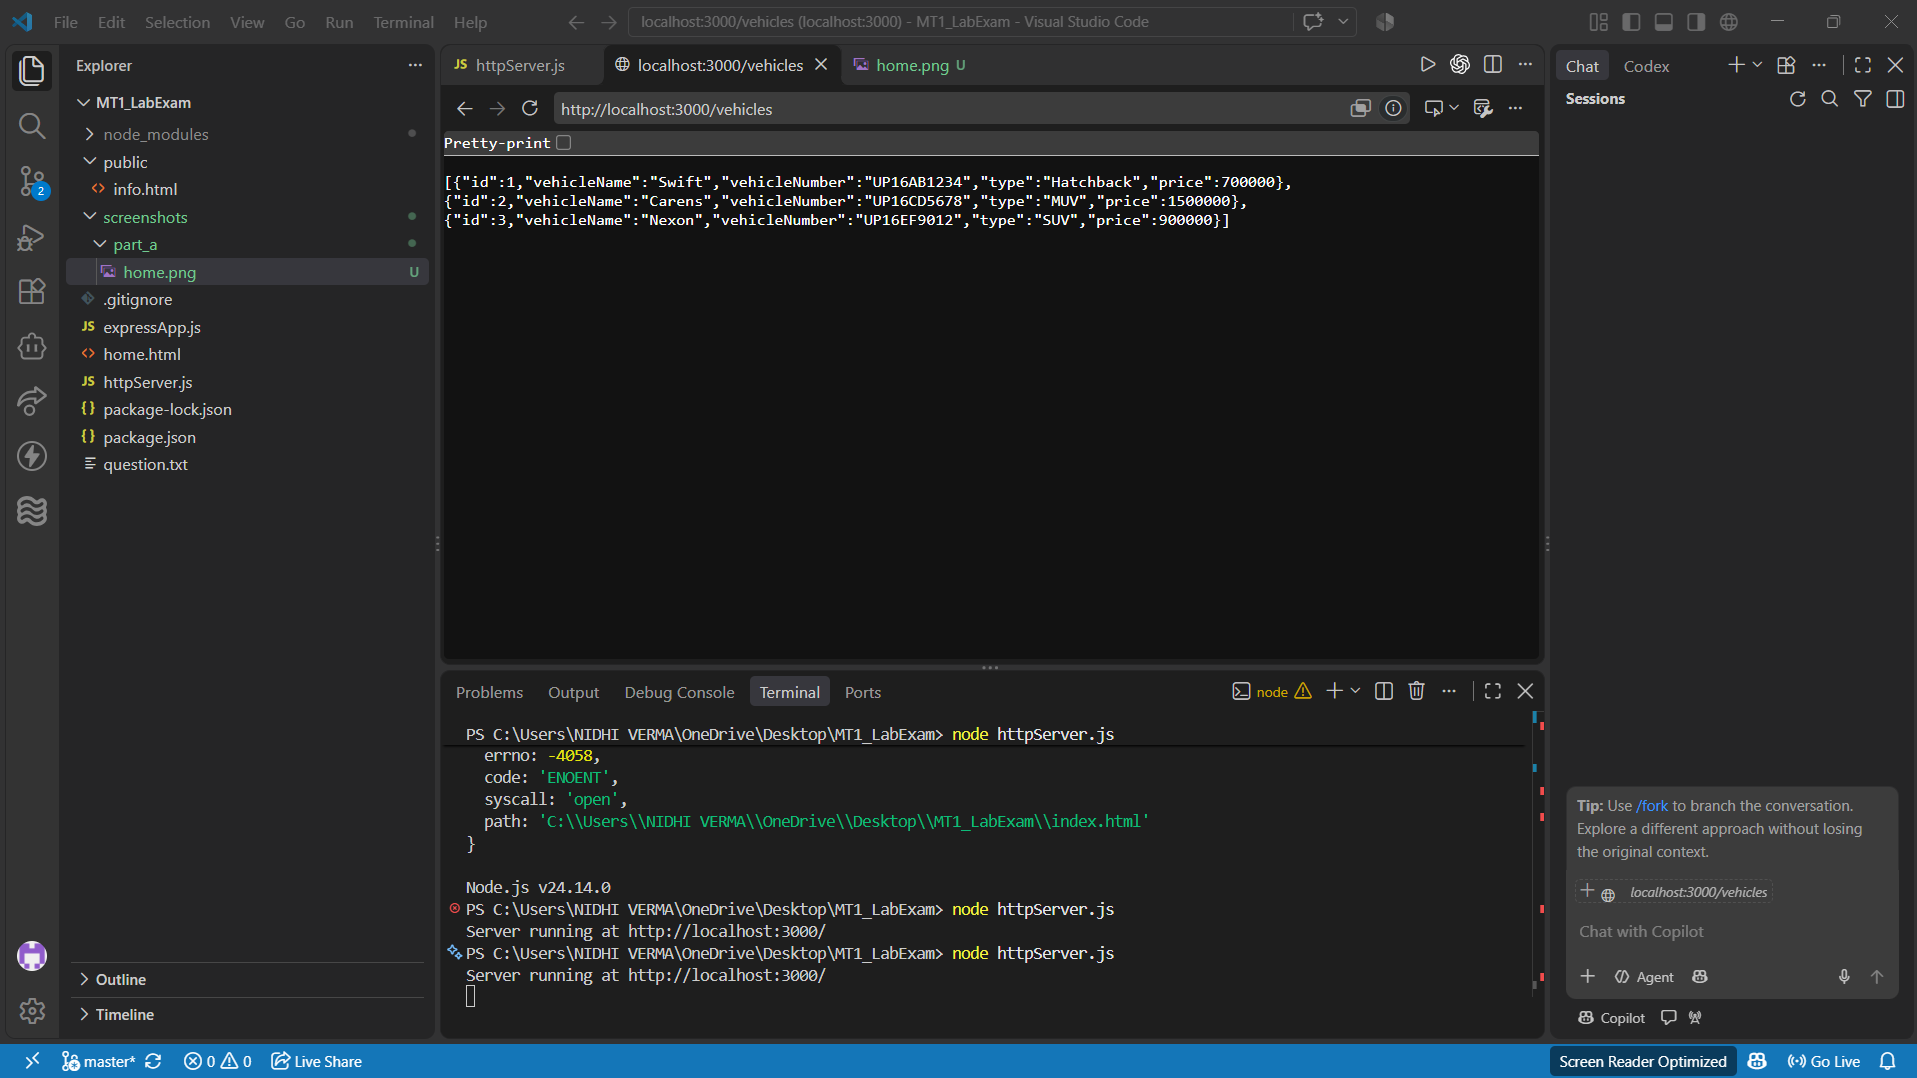 File Edit Selection View Go Run Terminal Help
localhost:3000/vehicles (localhost:3000) - MT1_LabExam - Visual Studio Code
Explorer
MT1_LabExam
node_modules
public
info.html
screenshots
part_a
home.png U
.gitignore
expressApp.js
home.html
httpServer.js
package-lock.json
package.json
question.txt
Outline
Timeline
2
JS httpServer.js
localhost:3000/vehicles
home.png U
http://localhost:3000/vehicles
Pretty-print
[{"id":1,"vehicleName":"Swift","vehicleNumber":"UP16AB1234","type":"Hatchback","price":700000},
{"id":2,"vehicleName":"Carens","vehicleNumber":"UP16CD5678","type":"MUV","price":1500000},
{"id":3,"vehicleName":"Nexon","vehicleNumber":"UP16EF9012","type":"SUV","price":900000}]
Problems Output Debug Console Terminal Ports
node
PS C:\Users\NIDHI VERMA\OneDrive\Desktop\MT1_LabExam> node httpServer.js
errno: -4058,
code: 'ENOENT',
syscall: 'open',
path: 'C:\\Users\\NIDHI VERMA\\OneDrive\\Desktop\\MT1_LabExam\\index.html'
}
Node.js v24.14.0
PS C:\Users\NIDHI VERMA\OneDrive\Desktop\MT1_LabExam> node httpServer.js
Server running at http://localhost:3000/
PS C:\Users\NIDHI VERMA\OneDrive\Desktop\MT1_LabExam> node httpServer.js
Server running at http://localhost:3000/
Chat Codex
Sessions
Tip: Use /fork to branch the conversation.
Explore a different approach without losing
the original context.
localhost:3000/vehicles
Chat with Copilot
Agent
Copilot
master* 0 0 Live Share
Screen Reader Optimized Go Live